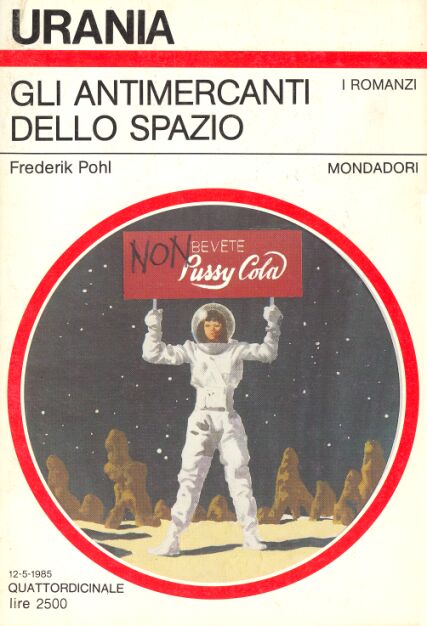 URANIA
GLI ANTIMERCANTI
DELLO SPAZIO
I ROMANZI
Frederik Pohl
MONDADORI
NON BEVETE
Pussy Cola
12-5-1985
QUATTORDICINALE
lire 2500